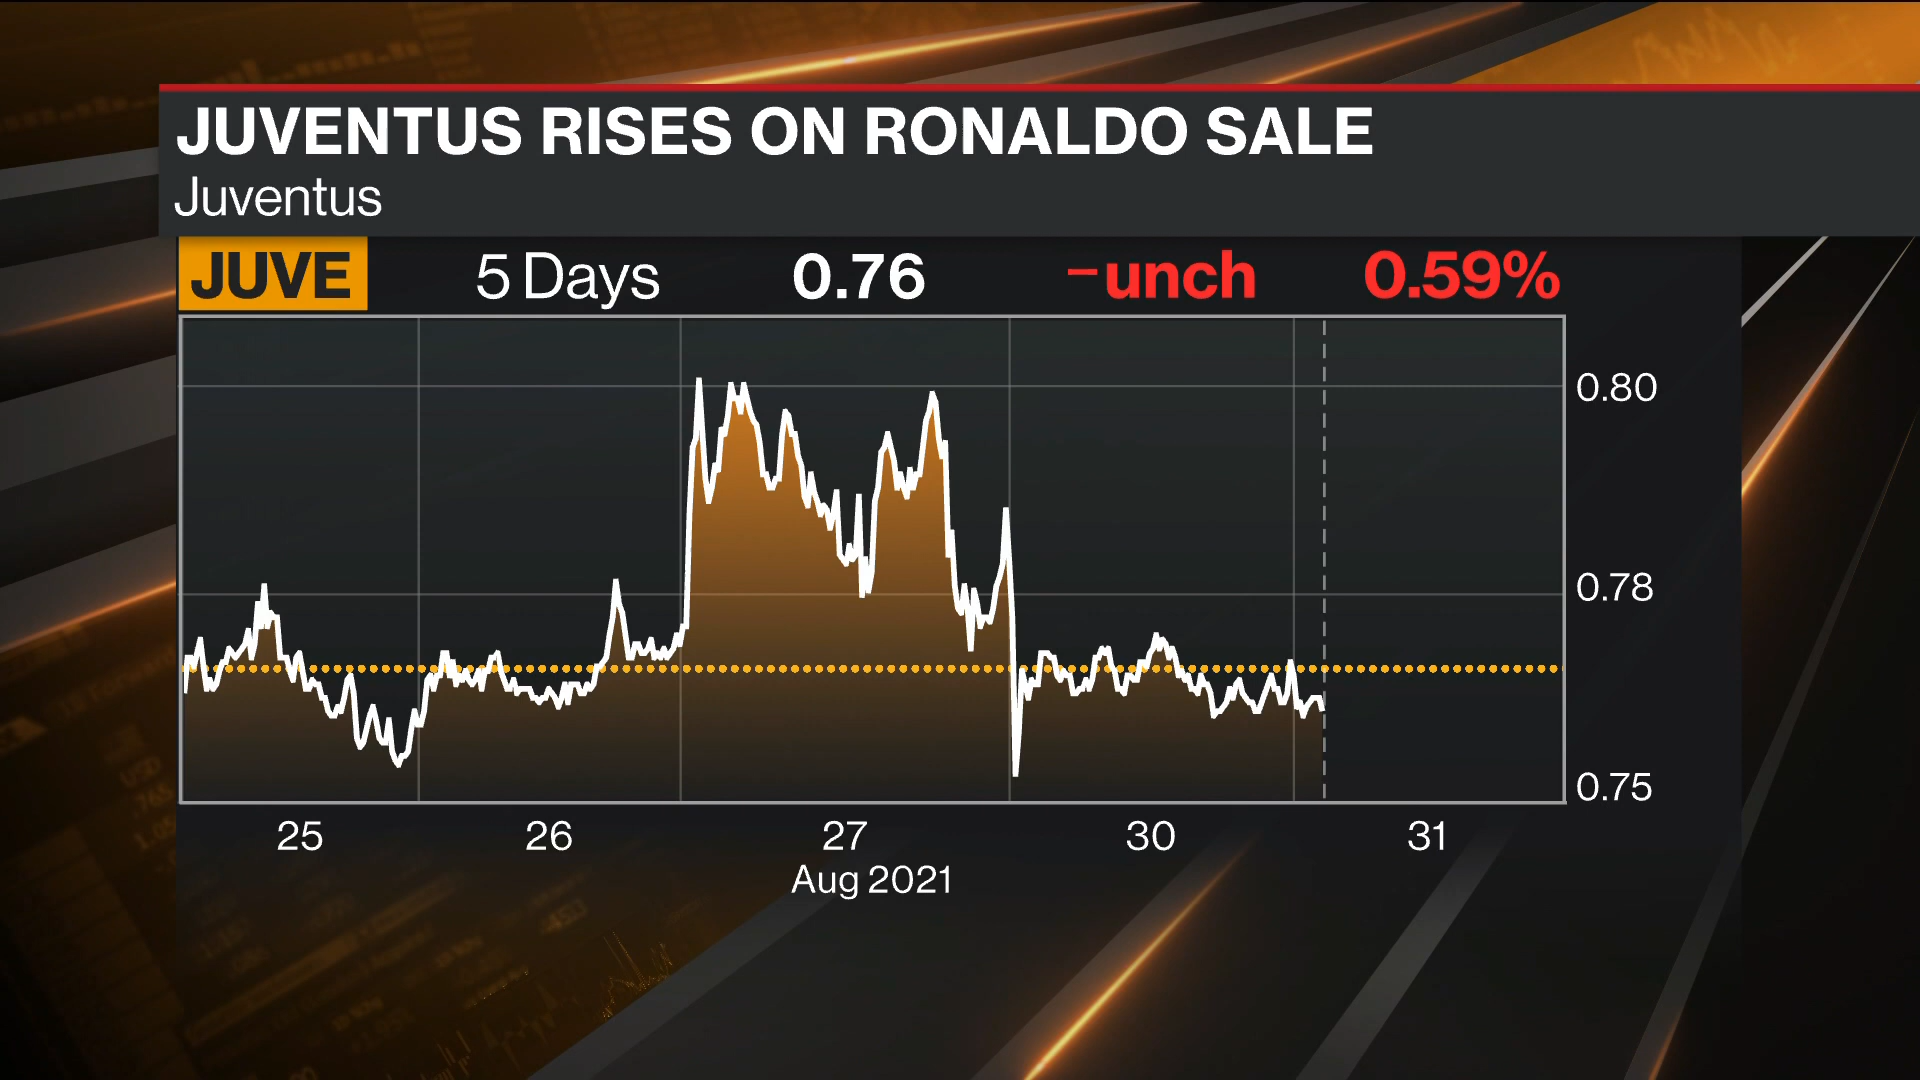 JUVENTUS RISES ON RONALDO SALE
Juventus
JUVE 5 Days 0.76 -unch 0.59%
0.80
0.78
0.75
25 26 27 30 31
Aug 2021